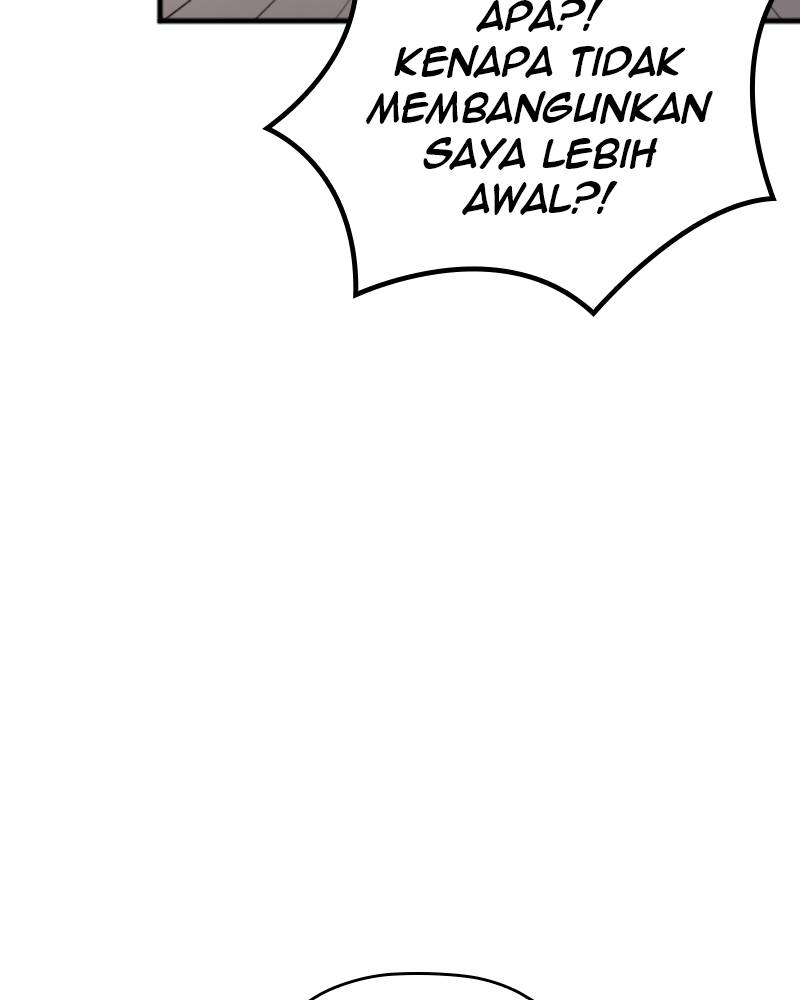 APA?!
KENAPA TIDAK
MEMBANGUNKAN
SAYA LEBIH
AWAL?!